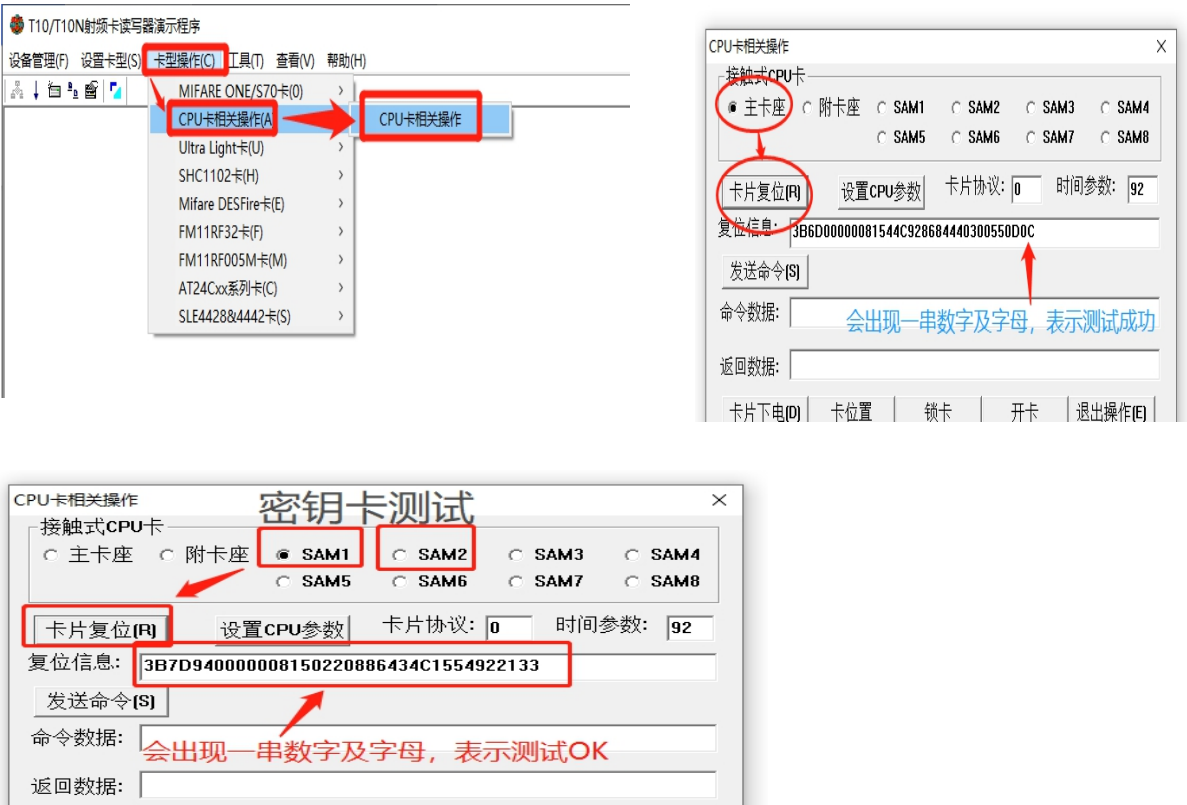 T10/T10N射频卡读写器演示程序
设备管理(F) 设置卡型(S) 卡型操作(C) 工具(T) 查看(V) 帮助(H)
MIFARE ONE/S70卡(0)
CPU卡相关操作(A
CPU卡相关操作
Ultra Light卡(U)
SHC1102卡(H)
Mifare DESFire卡(E)
FM11RF32卡(F)
FM11RF005M卡(M)
AT24Cxx系列卡(C)
SLE4428&4442卡(S)
CPU卡相关操作
接触式CPU卡
主卡座 附卡座 SAM1 SAM2 SAM3 SAM4
SAM5 SAM6 SAM7 SAM8
卡片复位(R) 设置CPU参数 卡片协议: 0 时间参数: 92
复位信息: 3B6D00000081544C928684440300550D0C
发送命令(S)
命令数据:
会出现一串数字及字母，表示测试成功
返回数据:
卡片下电(D) 卡位置 锁卡 开卡 退出操作(E)
CPU卡相关操作
密钥卡测试
接触式CPU卡
主卡座 附卡座 SAM1 SAM2 SAM3 SAM4
SAM5 SAM6 SAM7 SAM8
卡片复位(R) 设置CPU参数 卡片协议: 0 时间参数: 92
复位信息: 3B7D940000008150220886434C1554922133
发送命令(S)
命令数据:
会出现一串数字及字母，表示测试OK
返回数据: